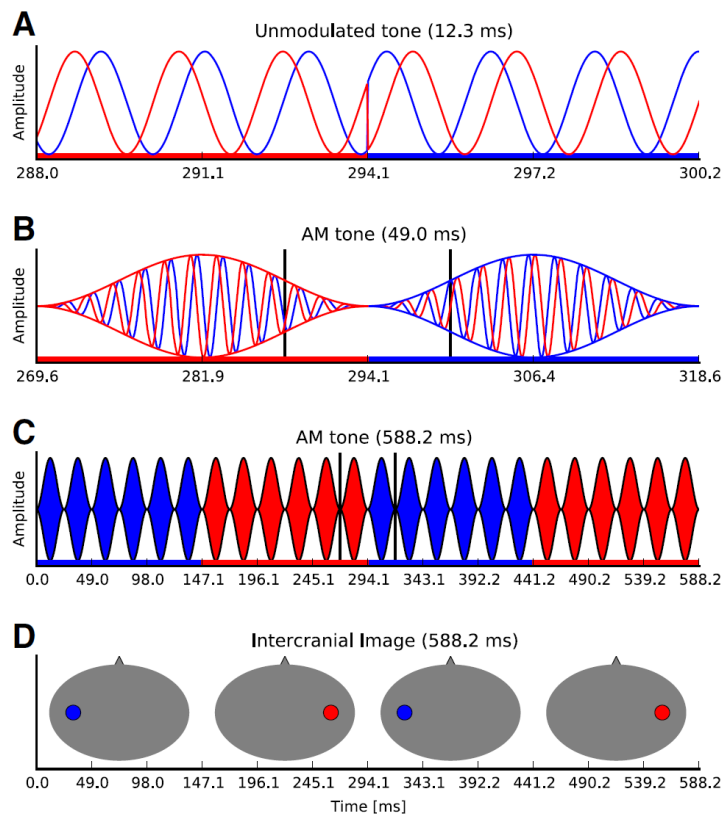 A
Unmodulated tone (12.3 ms)
Amplitude
288.0 291.1 294.1 297.2 300.2
B
AM tone (49.0 ms)
Amplitude
269.6 281.9 294.1 306.4 318.6
C
AM tone (588.2 ms)
Amplitude
0.0 49.0 98.0 147.1 196.1 245.1 294.1 343.1 392.2 441.2 490.2 539.2 588.2
D
Intercranial Image (588.2 ms)
0.0 49.0 98.0 147.1 196.1 245.1 294.1 343.1 392.2 441.2 490.2 539.2 588.2
Time [ms]